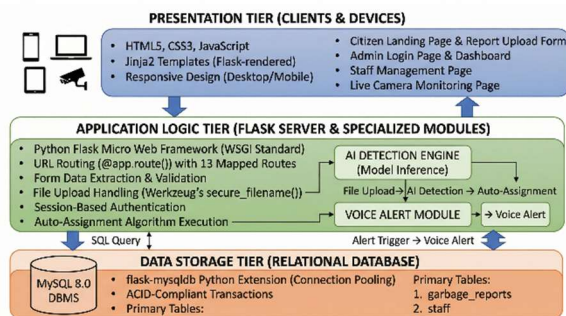 PRESENTATION TIER (CLIENTS & DEVICES)
• HTML5, CSS3, JavaScript
• Jinja2 Templates (Flask-rendered)
• Responsive Design (Desktop/Mobile)
• Citizen Landing Page & Report Upload Form
• Admin Login Page & Dashboard
• Staff Management Page
• Live Camera Monitoring Page
APPLICATION LOGIC TIER (FLASK SERVER & SPECIALIZED MODULES)
• Python Flask Micro Web Framework (WSGI Standard)
• URL Routing (@app.route()) with 13 Mapped Routes
• Form Data Extraction & Validation
• File Upload Handling (Werkzeug's secure_filename())
• Session-Based Authentication
• Auto-Assignment Algorithm Execution
AI DETECTION ENGINE
(Model Inference)
File Upload → AI Detection → Auto-Assignment
VOICE ALERT MODULE
→ Voice Alert
SQL Query
Alert Trigger → Voice Alert
DATA STORAGE TIER (RELATIONAL DATABASE)
MySQL 8.0
DBMS
• flask-mysqldb Python Extension (Connection Pooling)
• ACID-Compliant Transactions
• Primary Tables:
Primary Tables:
1. garbage_reports
2. staff